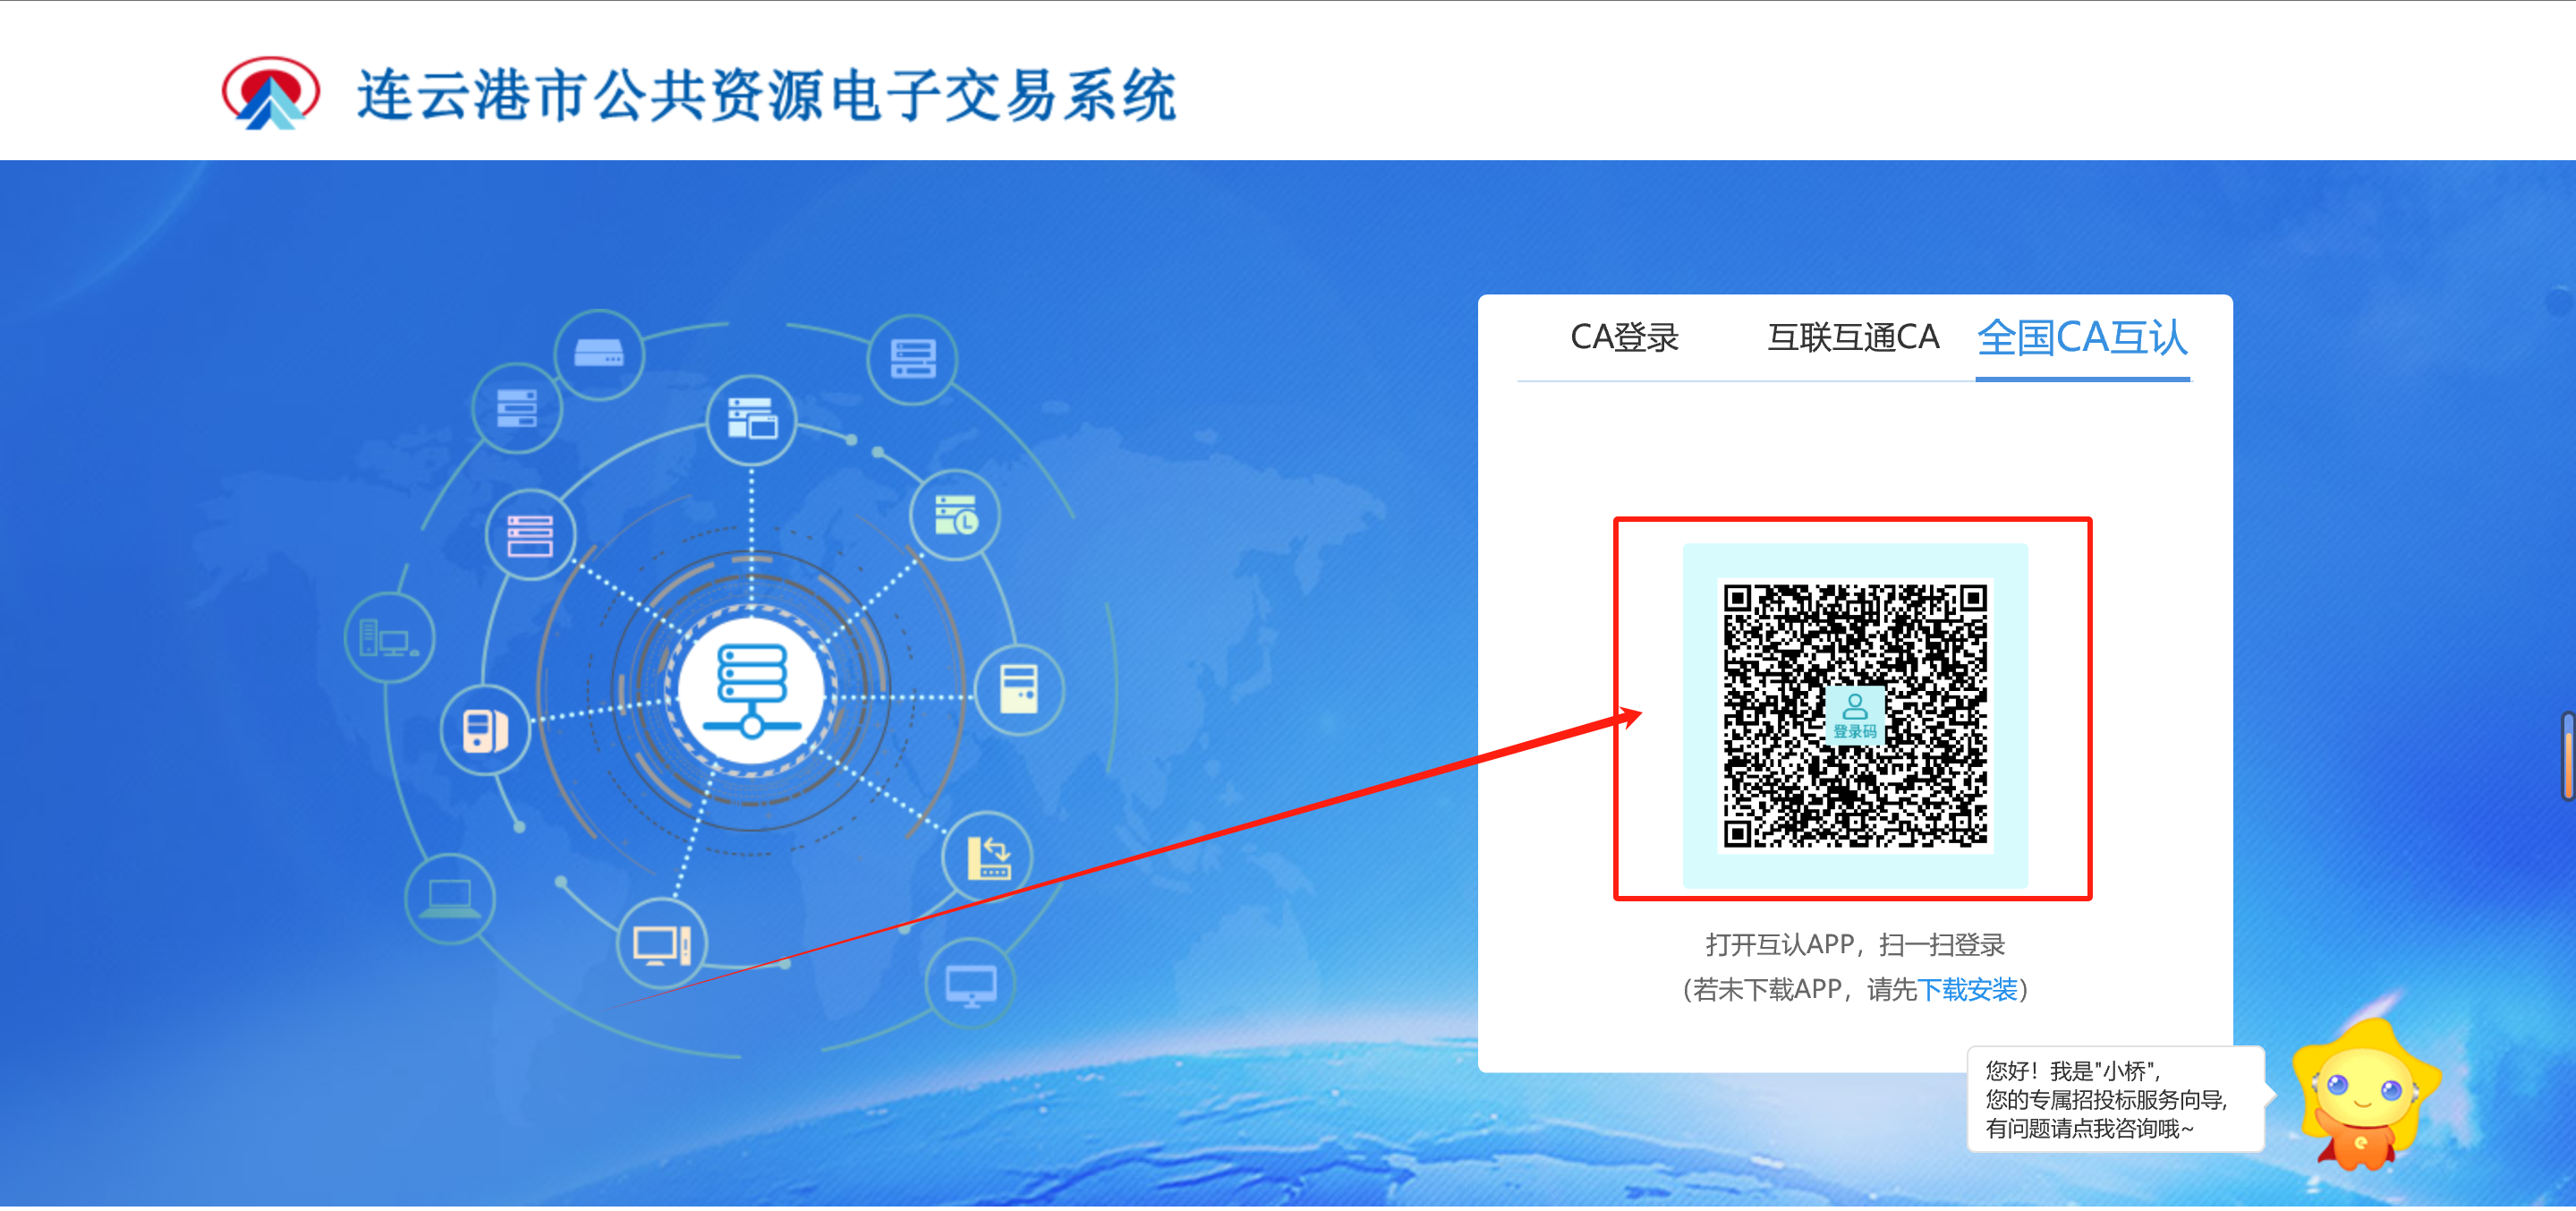 连云港市公共资源电子交易系统
CA登录
互联互通CA
全国CA互认
登录码
打开互认APP，扫一扫登录
（若未下载APP，请先下载安装）
您好！我是"小桥",
您的专属招投标服务向导,
有问题请点我咨询哦~